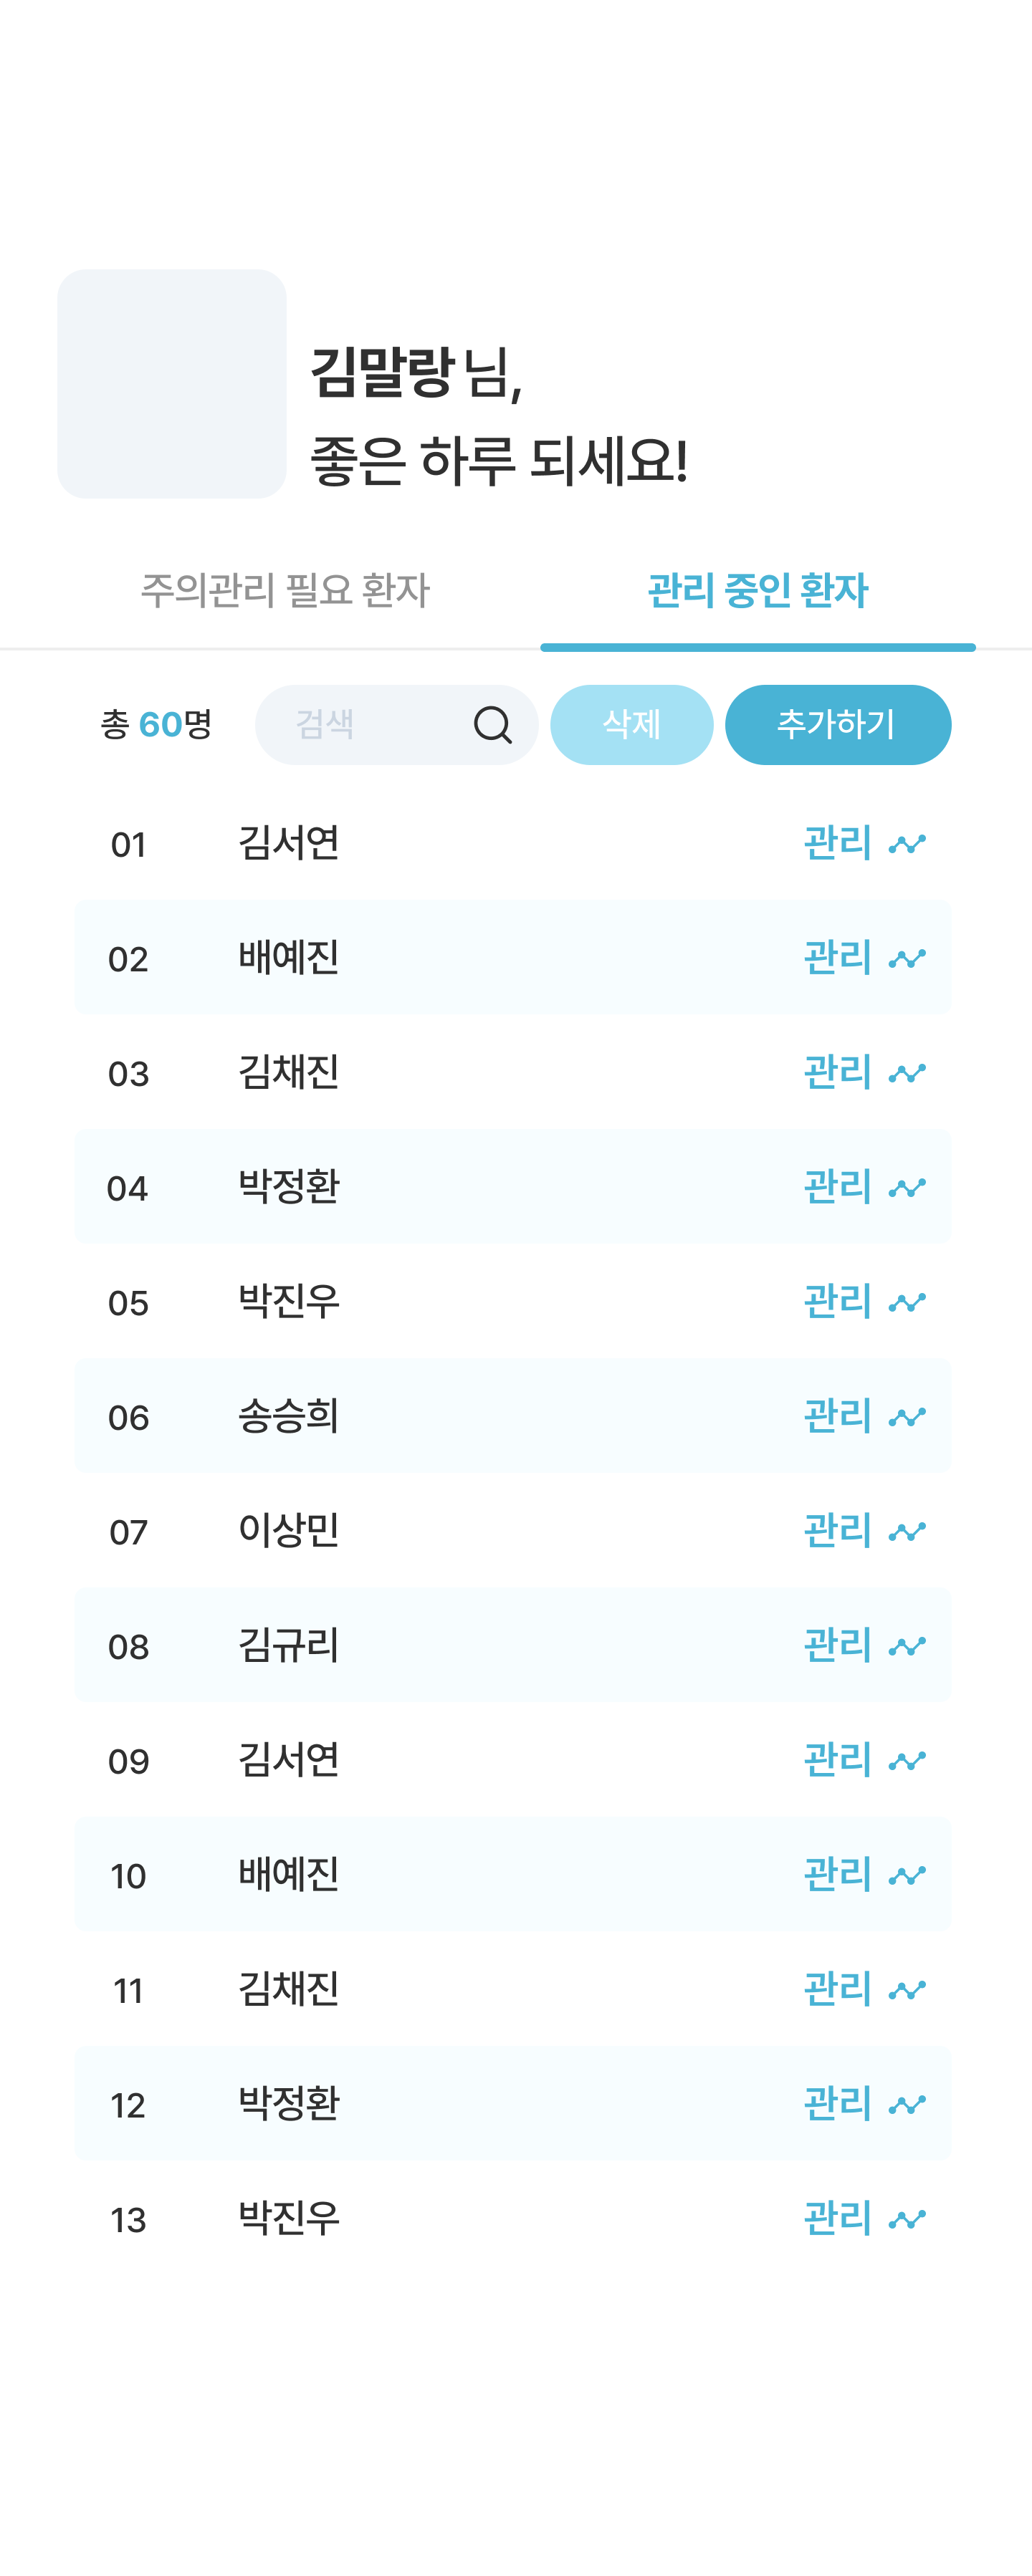 김말랑 님,
좋은 하루 되세요!
주의관리 필요 환자 관리 중인 환자
총 60명 검색 삭제 추가하기
01 김서연 관리
02 배예진 관리
03 김채진 관리
04 박정환 관리
05 박진우 관리
06 송승희 관리
07 이상민 관리
08 김규리 관리
09 김서연 관리
10 배예진 관리
11 김채진 관리
12 박정환 관리
13 박진우 관리